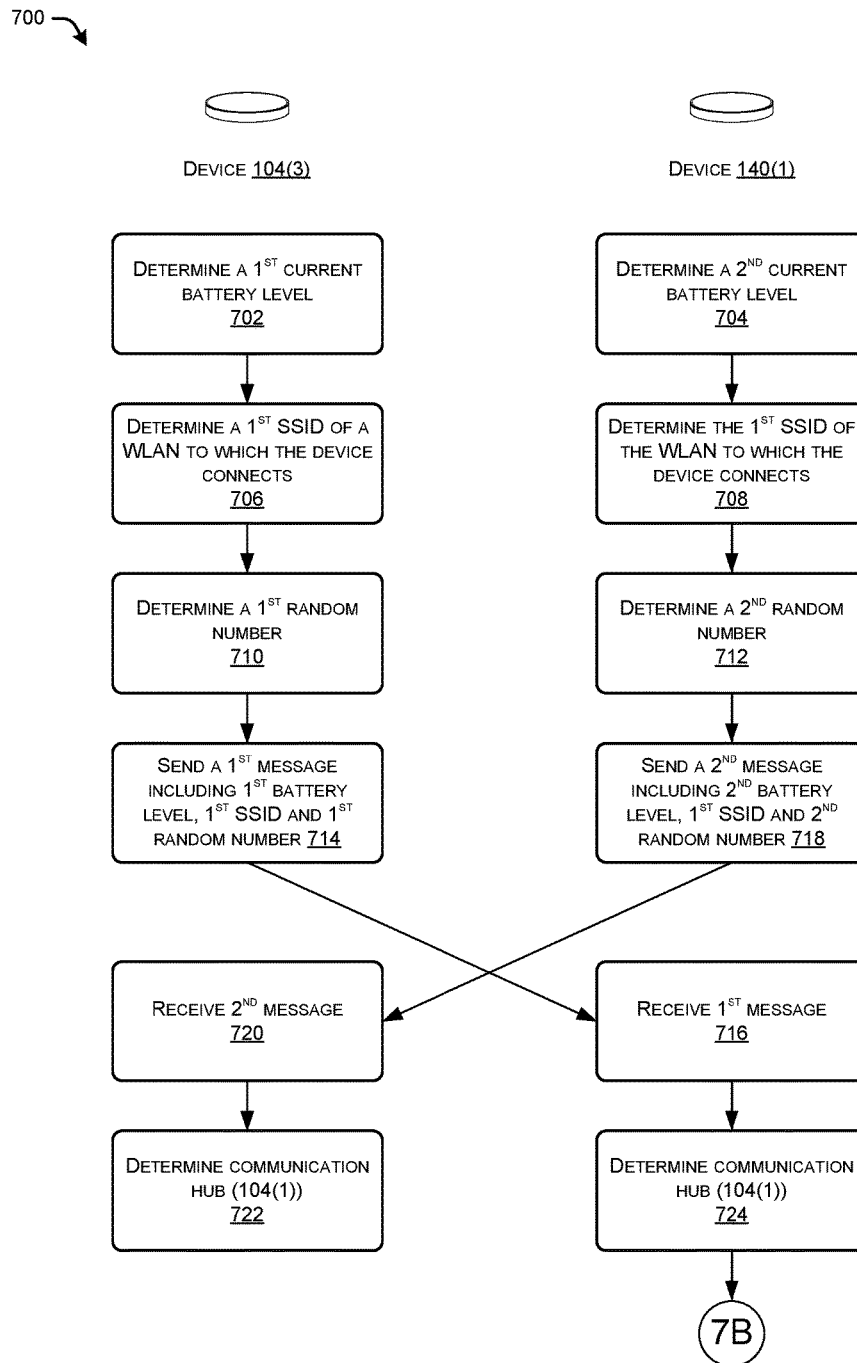 700
DEVICE 104(3)
DETERMINE A 1ST CURRENT
BATTERY LEVEL
702
DETERMINE A 1ST SSID OF A
WLAN TO WHICH THE DEVICE
CONNECTS
706
DETERMINE A 1ST RANDOM
NUMBER
710
SEND A 1ST MESSAGE
INCLUDING 1ST BATTERY
LEVEL, 1ST SSID AND 1ST
RANDOM NUMBER 714
RECEIVE 2ND MESSAGE
720
DETERMINE COMMUNICATION
HUB (104(1))
722
DEVICE 140(1)
DETERMINE A 2ND CURRENT
BATTERY LEVEL
704
DETERMINE THE 1ST SSID OF
THE WLAN TO WHICH THE
DEVICE CONNECTS
708
DETERMINE A 2ND RANDOM
NUMBER
712
SEND A 2ND MESSAGE
INCLUDING 2ND BATTERY
LEVEL, 1ST SSID AND 2ND
RANDOM NUMBER 718
RECEIVE 1ST MESSAGE
716
DETERMINE COMMUNICATION
HUB (104(1))
724
7B